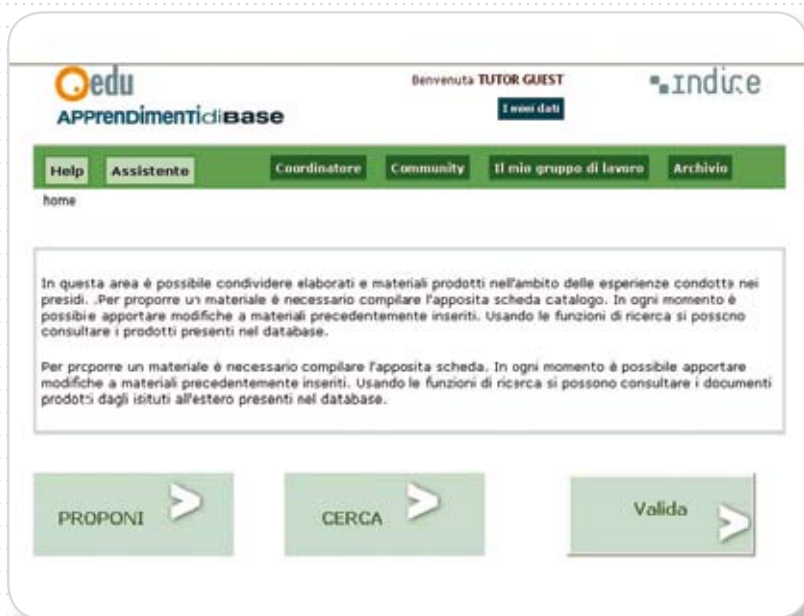 edu
Benvenuta TUTOR GUEST
indice
APPrenDimenTidiBase
I miei dati
Help Assistente Coordinatore Community Il mio gruppo di lavoro Archivio
home
In questa area è possibile condividere elaborati e materiali prodotti nell'ambito delle esperienze condotte nei
presidi. .Per proporre un materiale è necessario compilare l'apposita scheda catalogo. In ogni momento è
possibile apportare modifiche a materiali precedentemente inseriti. Usando le funzioni di ricerca si possono
consultare i prodotti presenti nel database.
Per proporre un materiale è necessario compilare l'apposita scheda. In ogni momento è possibile apportare
modifiche a materiali precedentemente inseriti. Usando le funzioni di ricerca si possono consultare i documenti
prodotti dagli isituti all'estero presenti nel database.
PROPONI > CERCA > Valida >